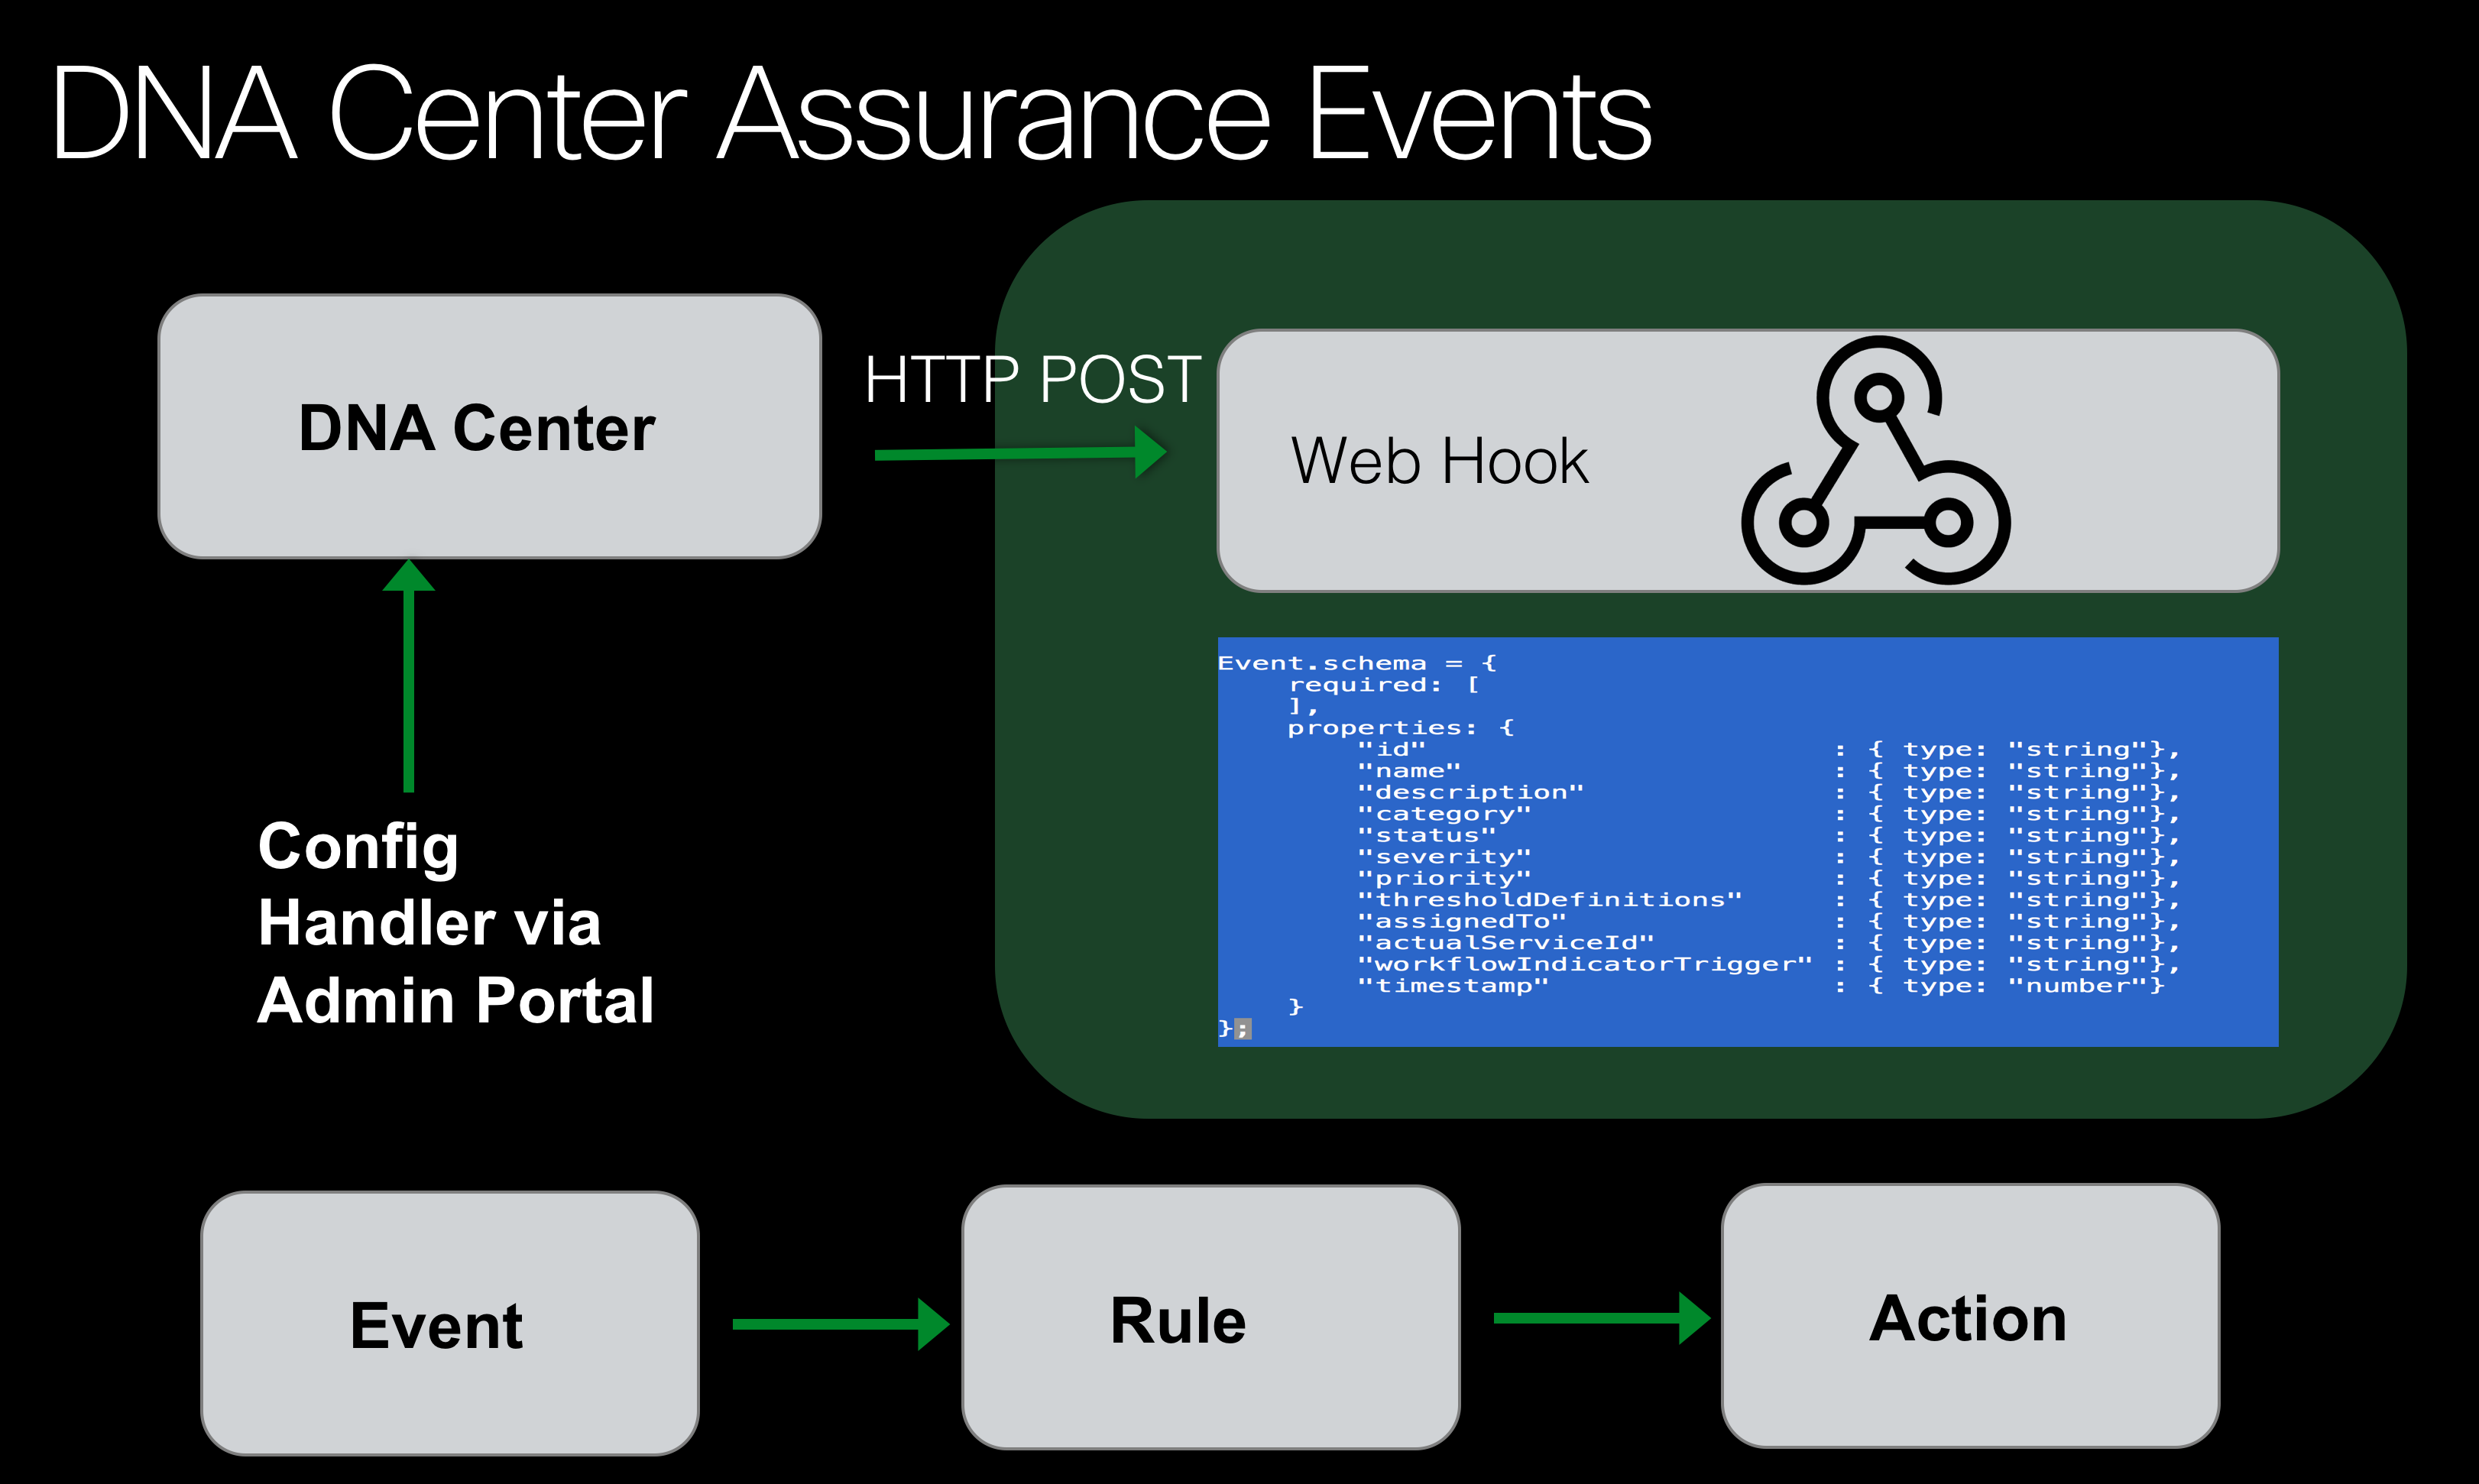 DNA Center Assurance Events
DNA Center
HTTP POST
Web Hook
Event.schema = {
    required: [
    ],
    properties: {
        "id"                       : { type: "string"},
        "name"                     : { type: "string"},
        "description"              : { type: "string"},
        "category"                 : { type: "string"},
        "status"                   : { type: "string"},
        "severity"                 : { type: "string"},
        "priority"                 : { type: "string"},
        "thresholdDefinitions"     : { type: "string"},
        "assignedTo"               : { type: "string"},
        "actualServiceId"          : { type: "string"},
        "workflowIndicatorTrigger" : { type: "string"},
        "timestamp"                : { type: "number"}
    }
};
Config
Handler via
Admin Portal
Event
Rule
Action